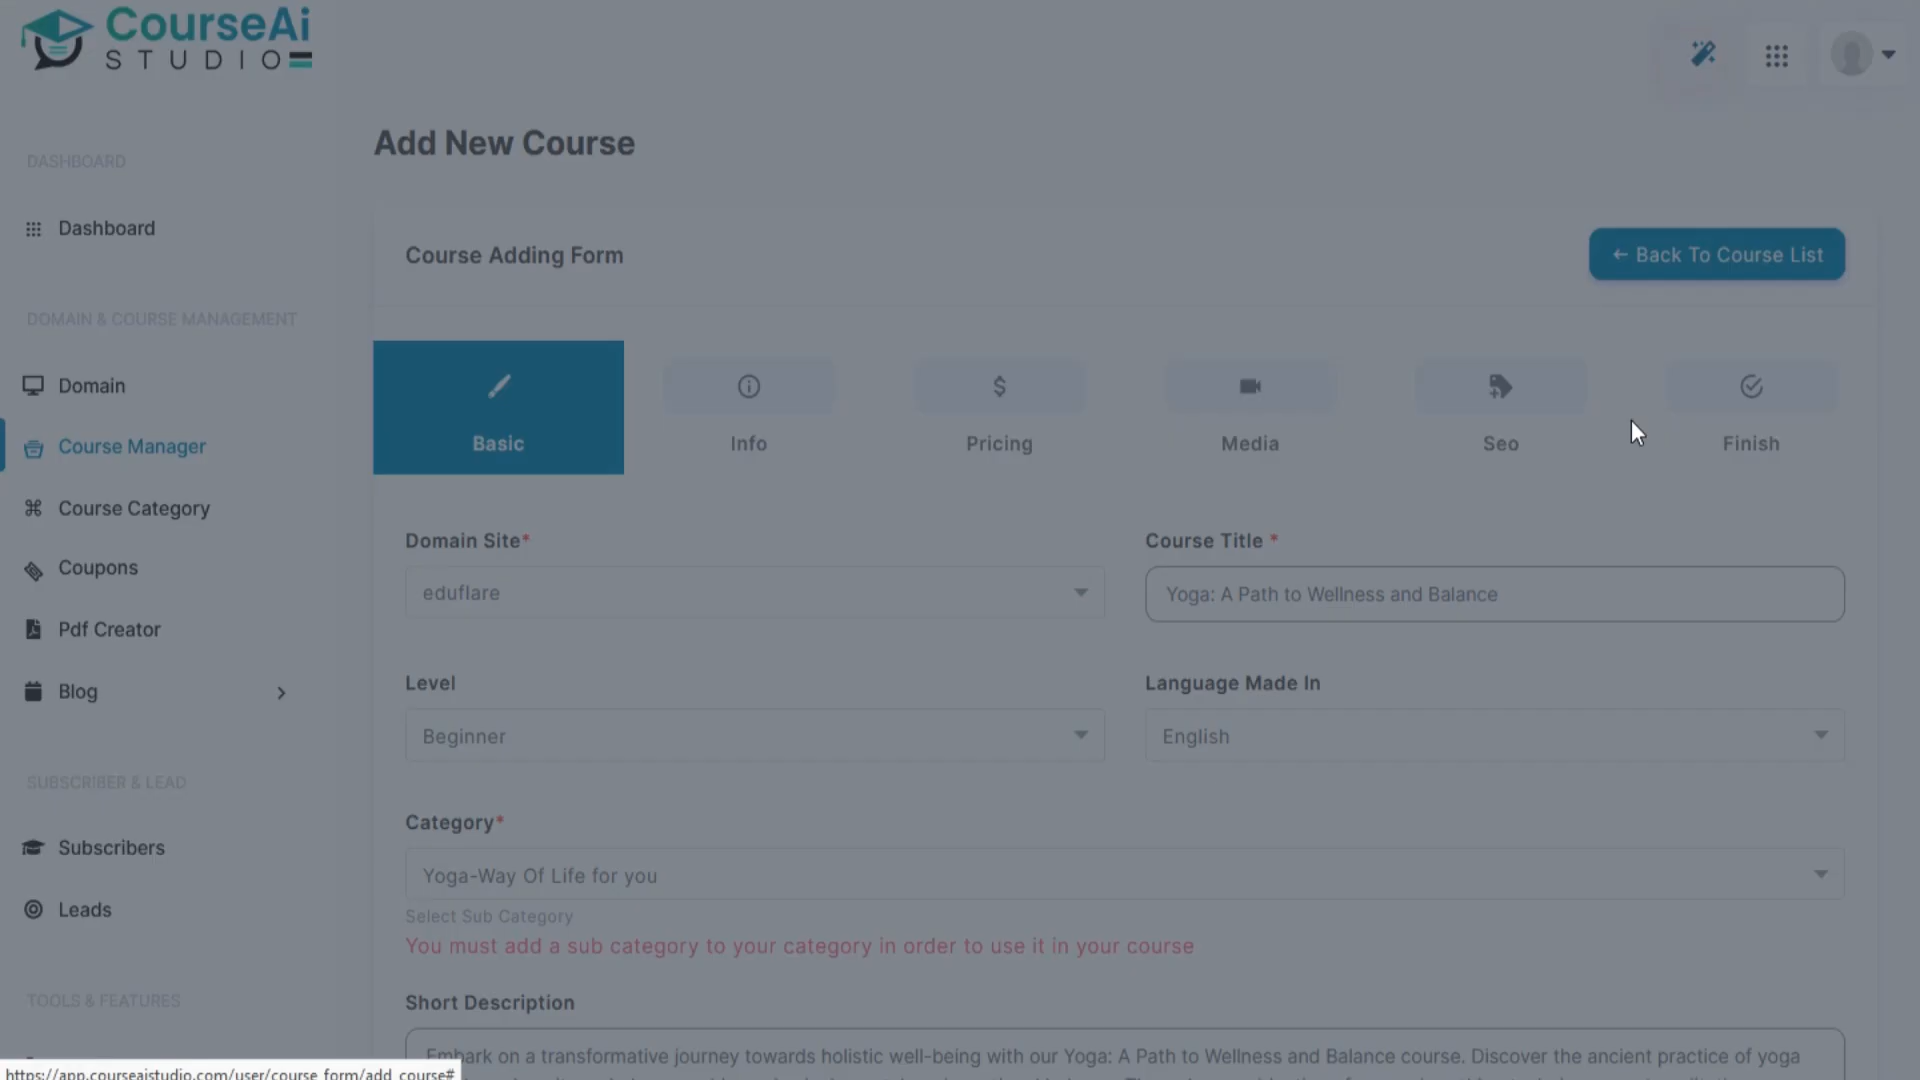 CourseAi
STUDIO
Add New Course
DASHBOARD
Dashboard
Course Adding Form
← Back To Course List
DOMAIN & COURSE MANAGEMENT
Domain
Course Manager
Course Category
Coupons
Pdf Creator
Blog
SUBSCRIBER & LEAD
Subscribers
Leads
TOOLS & FEATURES
Basic
Info
Pricing
Media
Seo
Finish
Domain Site*
eduflare
Course Title *
Yoga: A Path to Wellness and Balance
Level
Beginner
Language Made In
English
Category*
Yoga-Way Of Life for you
Select Sub Category
You must add a sub category to your category in order to use it in your course
Short Description
Embark on a transformative journey towards holistic well-being with our Yoga: A Path to Wellness and Balance course. Discover the ancient practice of yoga
https://app.courseaistudio.com/user/course_form/add_course#